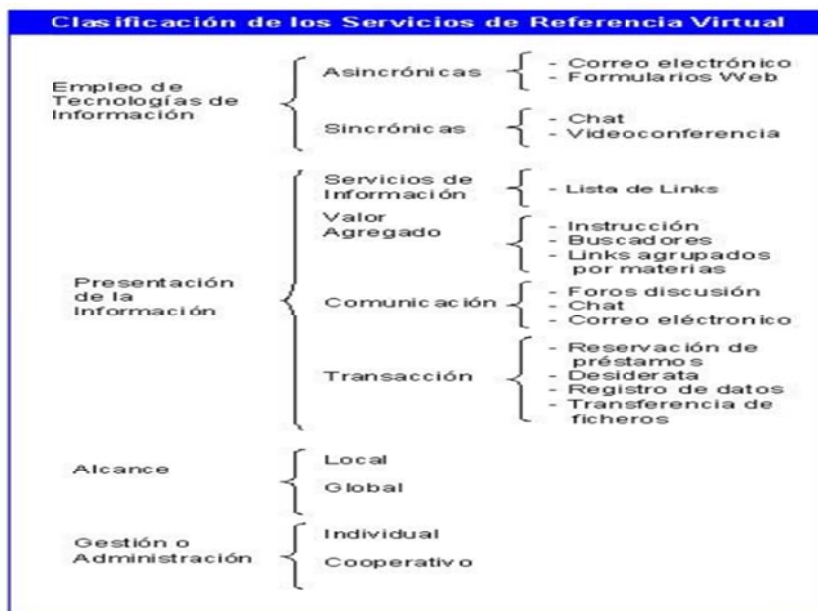 Clasificación de los Servicios de Referencia Virtual
Empleo de
Tecnologías de
Información
Asincrónicas
- Correo electrónico
- Formularios Web
Sincrónicas
- Chat
- Videoconferencia
Presentación
de la
Información
Servicios de
Información
- Lista de Links
Valor
Agregado
- Instrucción
- Buscadores
- Links agrupados
por materias
Comunicación
- Foros discusión
- Chat
- Correo eléctronico
Transacción
- Reservación de
préstamos
- Desiderata
- Registro de datos
- Transferencia de
ficheros
Alcance
Local
Global
Gestión o
Administración
Individual
Cooperativo